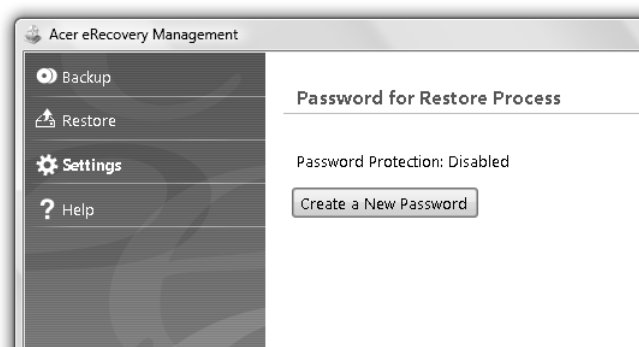 Acer eRecovery Management
Backup
Restore
Settings
Help
Password for Restore Process
Password Protection: Disabled
Create a New Password